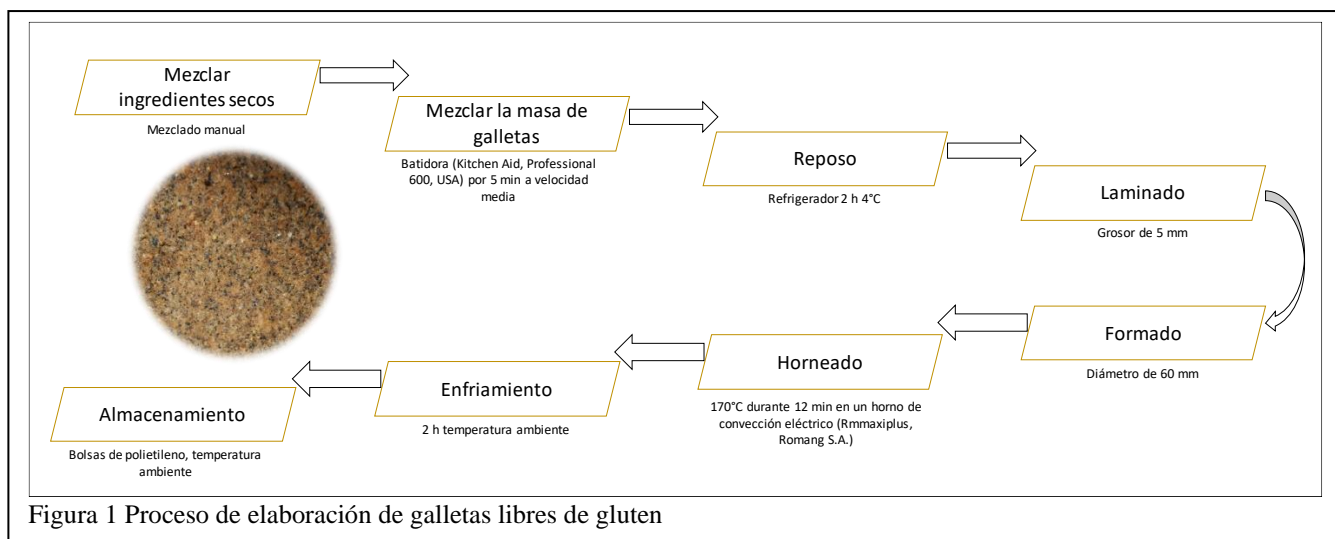 Mezclar
ingredientes secos
Mezclado manual
Mezclar la masa de
galletas
Batidora (Kitchen Aid, Professional
600, USA) por 5 min a velocidad
media
Reposo
Refrigerador 2 h 4°C
Laminado
Grosor de 5 mm
Formado
Diámetro de 60 mm
Horneado
170°C durante 12 min en un horno de
convección eléctrico (Rmmaxiplus,
Romang S.A.)
Enfriamiento
2 h temperatura ambiente
Almacenamiento
Bolsas de polietileno, temperatura
ambiente
Figura 1 Proceso de elaboración de galletas libres de gluten